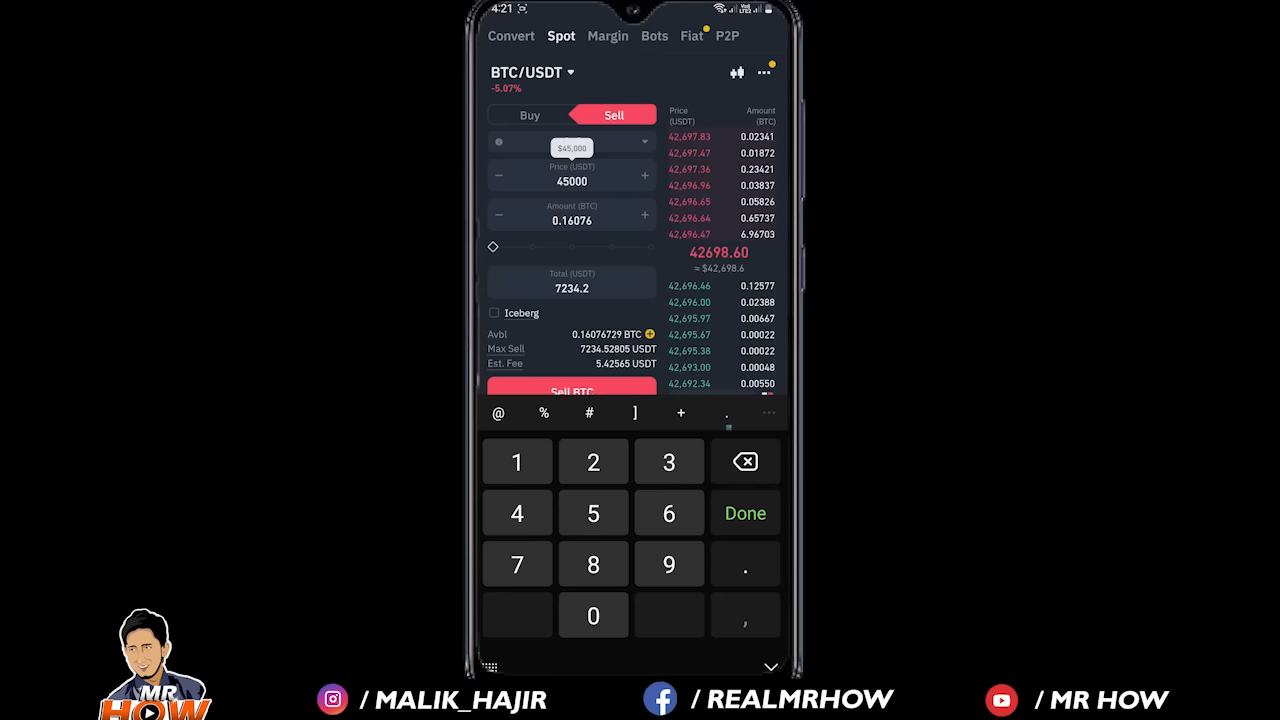 4:21
Convert Spot Margin Bots Fiat P2P
BTC/USDT
-5.07%
Buy Sell
$45,000
Price (USDT)
45000
Amount (BTC)
0.16076
Total (USDT)
7234.2
Iceberg
Avbl 0.16076729 BTC
Max Sell 7234.52805 USDT
Est. Fee 5.42565 USDT
Sell BTC
Price Amount
(USDT) (BTC)
42,697.83 0.02341
42,697.47 0.01872
42,697.36 0.23421
42,696.96 0.03837
42,696.65 0.05826
42,696.64 0.65737
42,696.47 6.96703
42698.60
≈ $42,698.6
42,696.46 0.12577
42,696.00 0.02388
42,695.97 0.00667
42,695.67 0.00022
42,695.38 0.00022
42,693.00 0.00048
42,692.34 0.00550
@ % # ] + .
1 2 3
4 5 6 Done
7 8 9 .
0 ,
MR
HOW
/ MALIK_HAJIR
/ REALMRHOW
/ MR HOW